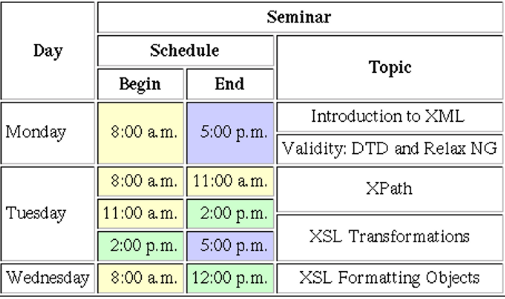 Seminar
Day
Schedule
Topic
Begin End
Monday 8:00 a.m. 5:00 p.m. Introduction to XML
Validity: DTD and Relax NG
Tuesday 8:00 a.m. 11:00 a.m. XPath
11:00 a.m. 2:00 p.m.
XSL Transformations
2:00 p.m. 5:00 p.m.
Wednesday 8:00 a.m. 12:00 p.m. XSL Formatting Objects